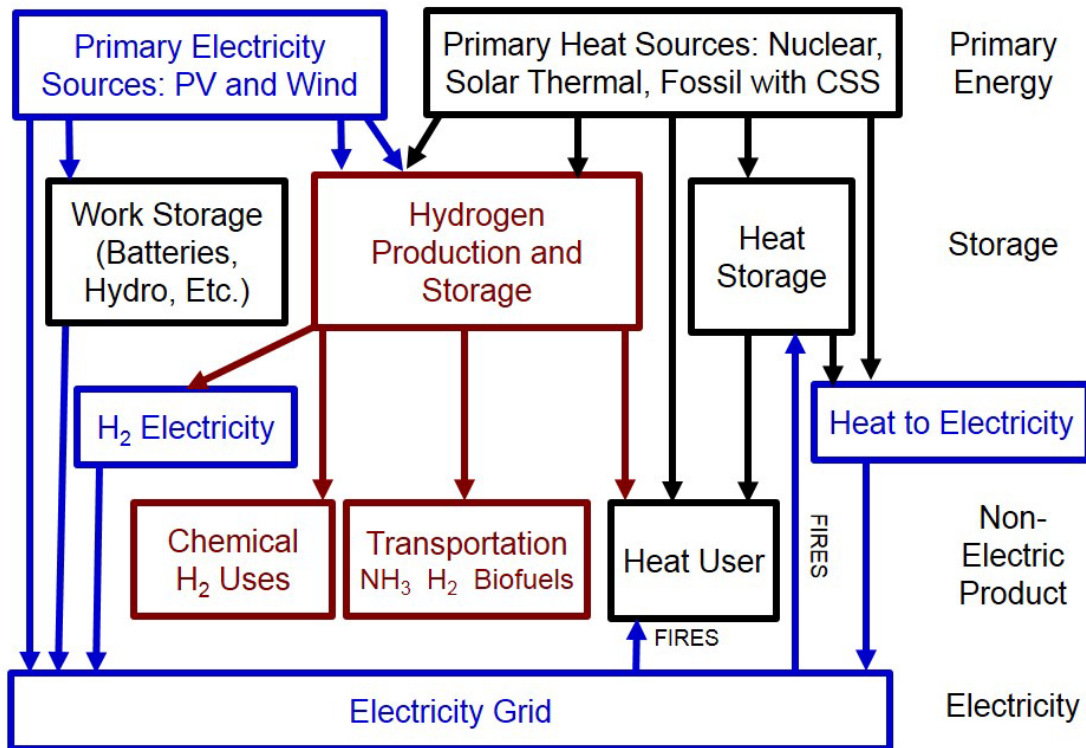 Primary Electricity
Sources: PV and Wind
Primary Heat Sources: Nuclear,
Solar Thermal, Fossil with CSS
Primary
Energy
Work Storage
(Batteries,
Hydro, Etc.)
Hydrogen
Production and
Storage
Heat
Storage
Storage
H₂ Electricity
Heat to Electricity
Chemical
H₂ Uses
Transportation
NH₃ H₂ Biofuels
Heat User
FIRES
Non-
Electric
Product
FIRES
Electricity Grid
Electricity